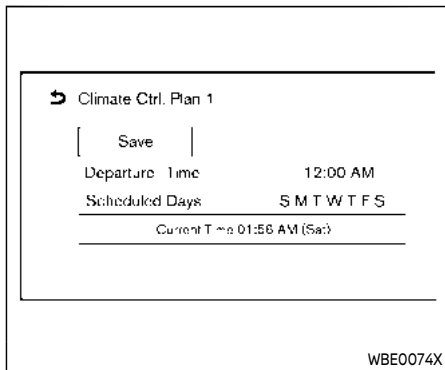 Climate Ctrl. Plan 1
Save
Departure Time 12:00 AM
Scheduled Days S M T W T F S
Current Time 01:56 AM (Sat)
WBE0074X